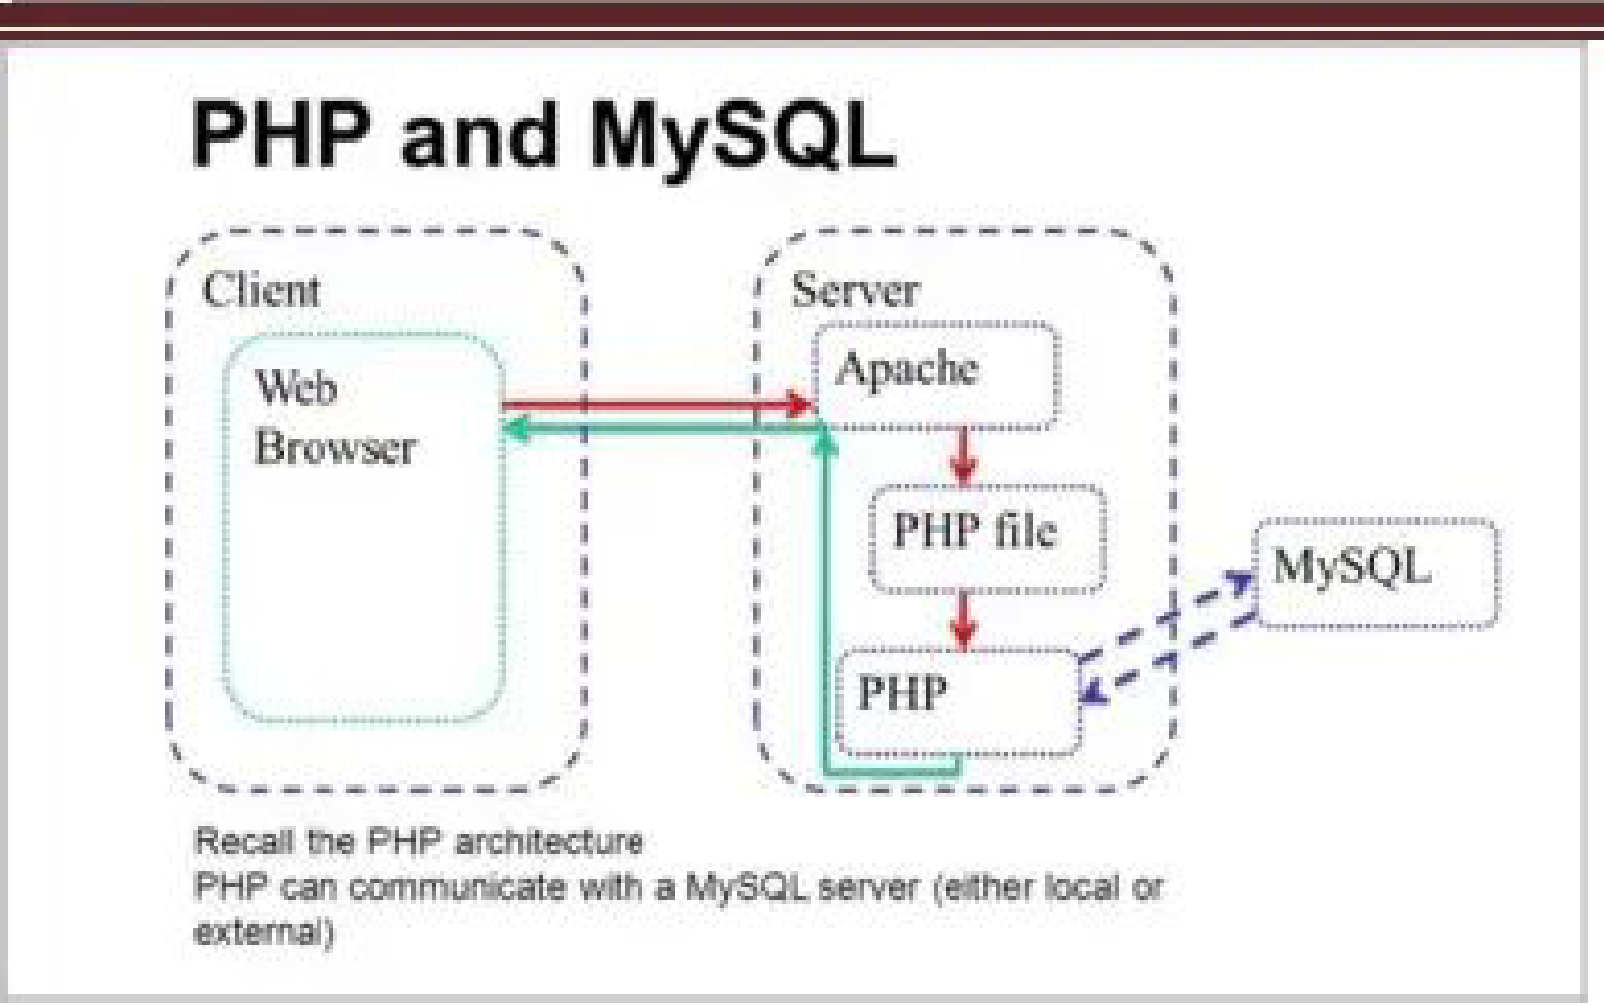 PHP and MySQL
Client
Web
Browser
Server
Apache
PHP file
PHP
MySQL
Recall the PHP architecture
PHP can communicate with a MySQL server (either local or
external)